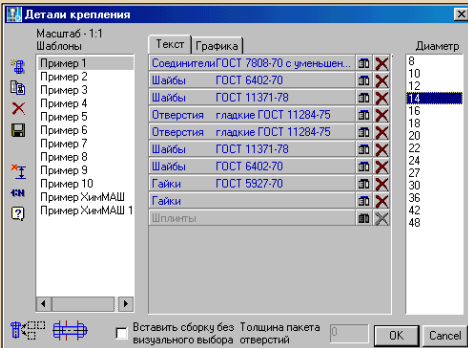 Детали крепления
Масштаб - 1:1
Шаблоны
Пример 1
Пример 2
Пример 3
Пример 4
Пример 5
Пример 6
Пример 7
Пример 8
Пример 9
Пример 10
Пример ХимМАШ
Пример ХимМАШ 1
Текст Графика
Соединители ГОСТ 7808-70 с уменьшен...
Шайбы ГОСТ 6402-70
Шайбы ГОСТ 11371-78
Отверстия гладкие ГОСТ 11284-75
Отверстия гладкие ГОСТ 11284-75
Шайбы ГОСТ 11371-78
Шайбы ГОСТ 6402-70
Гайки ГОСТ 5927-70
Гайки
Шплинты
Диаметр
8
10
12
14
16
18
20
22
24
27
30
36
42
48
Вставить сборку без визуального выбора
Толщина пакета отверстий
0
OK Cancel